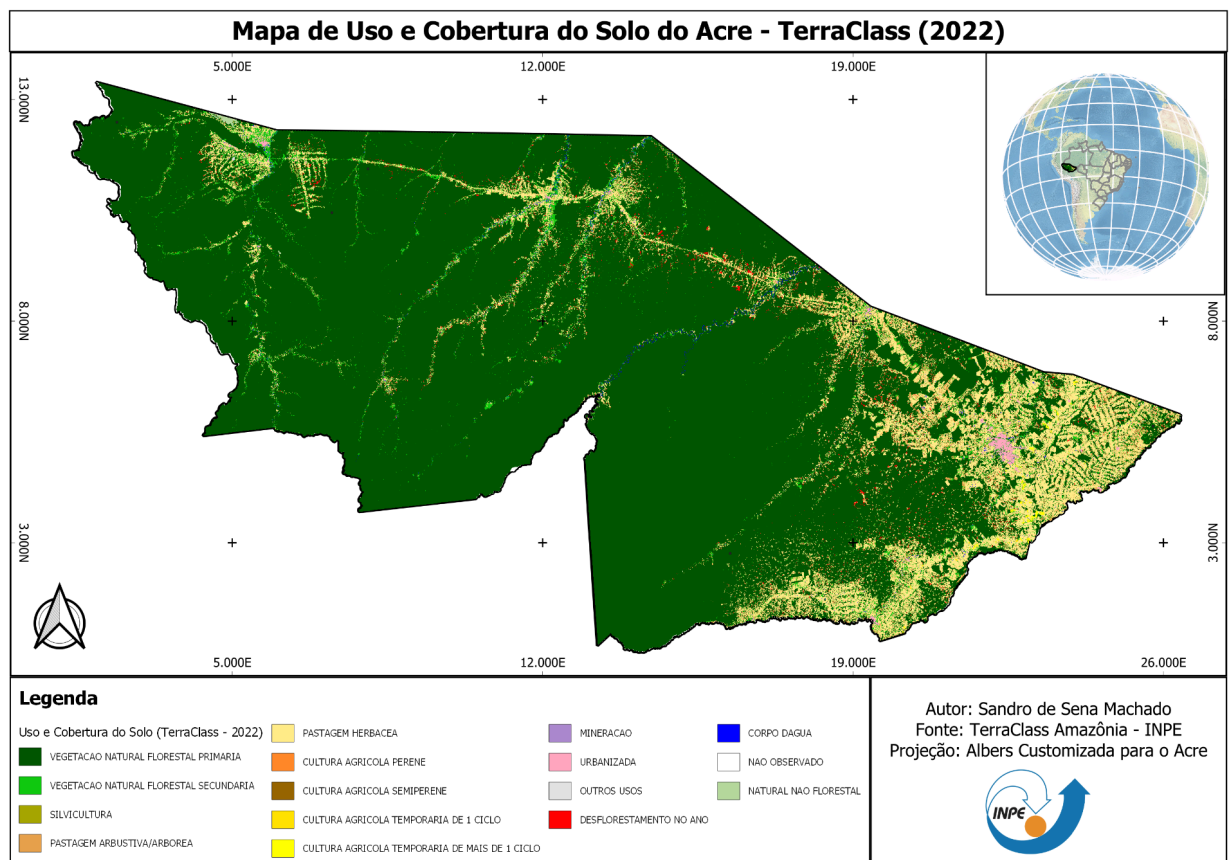 Mapa de Uso e Cobertura do Solo do Acre - TerraClass (2022)
5.000E
12.000E
19.000E
13.000N
8.000N
8.000N
3.000N
3.000N
5.000E
12.000E
19.000E
26.000E
Legenda
Uso e Cobertura do Solo (TerraClass - 2022)
VEGETACAO NATURAL FLORESTAL PRIMARIA
VEGETACAO NATURAL FLORESTAL SECUNDARIA
SILVICULTURA
PASTAGEM ARBUSTIVA/ARBOREA
PASTAGEM HERBACEA
CULTURA AGRICOLA PERENE
CULTURA AGRICOLA SEMIPERENE
CULTURA AGRICOLA TEMPORARIA DE 1 CICLO
CULTURA AGRICOLA TEMPORARIA DE MAIS DE 1 CICLO
MINERACAO
URBANIZADA
OUTROS USOS
DESFLORESTAMENTO NO ANO
CORPO DAGUA
NAO OBSERVADO
NATURAL NAO FLORESTAL
Autor: Sandro de Sena Machado
Fonte: TerraClass Amazônia - INPE
Projeção: Albers Customizada para o Acre
INPE